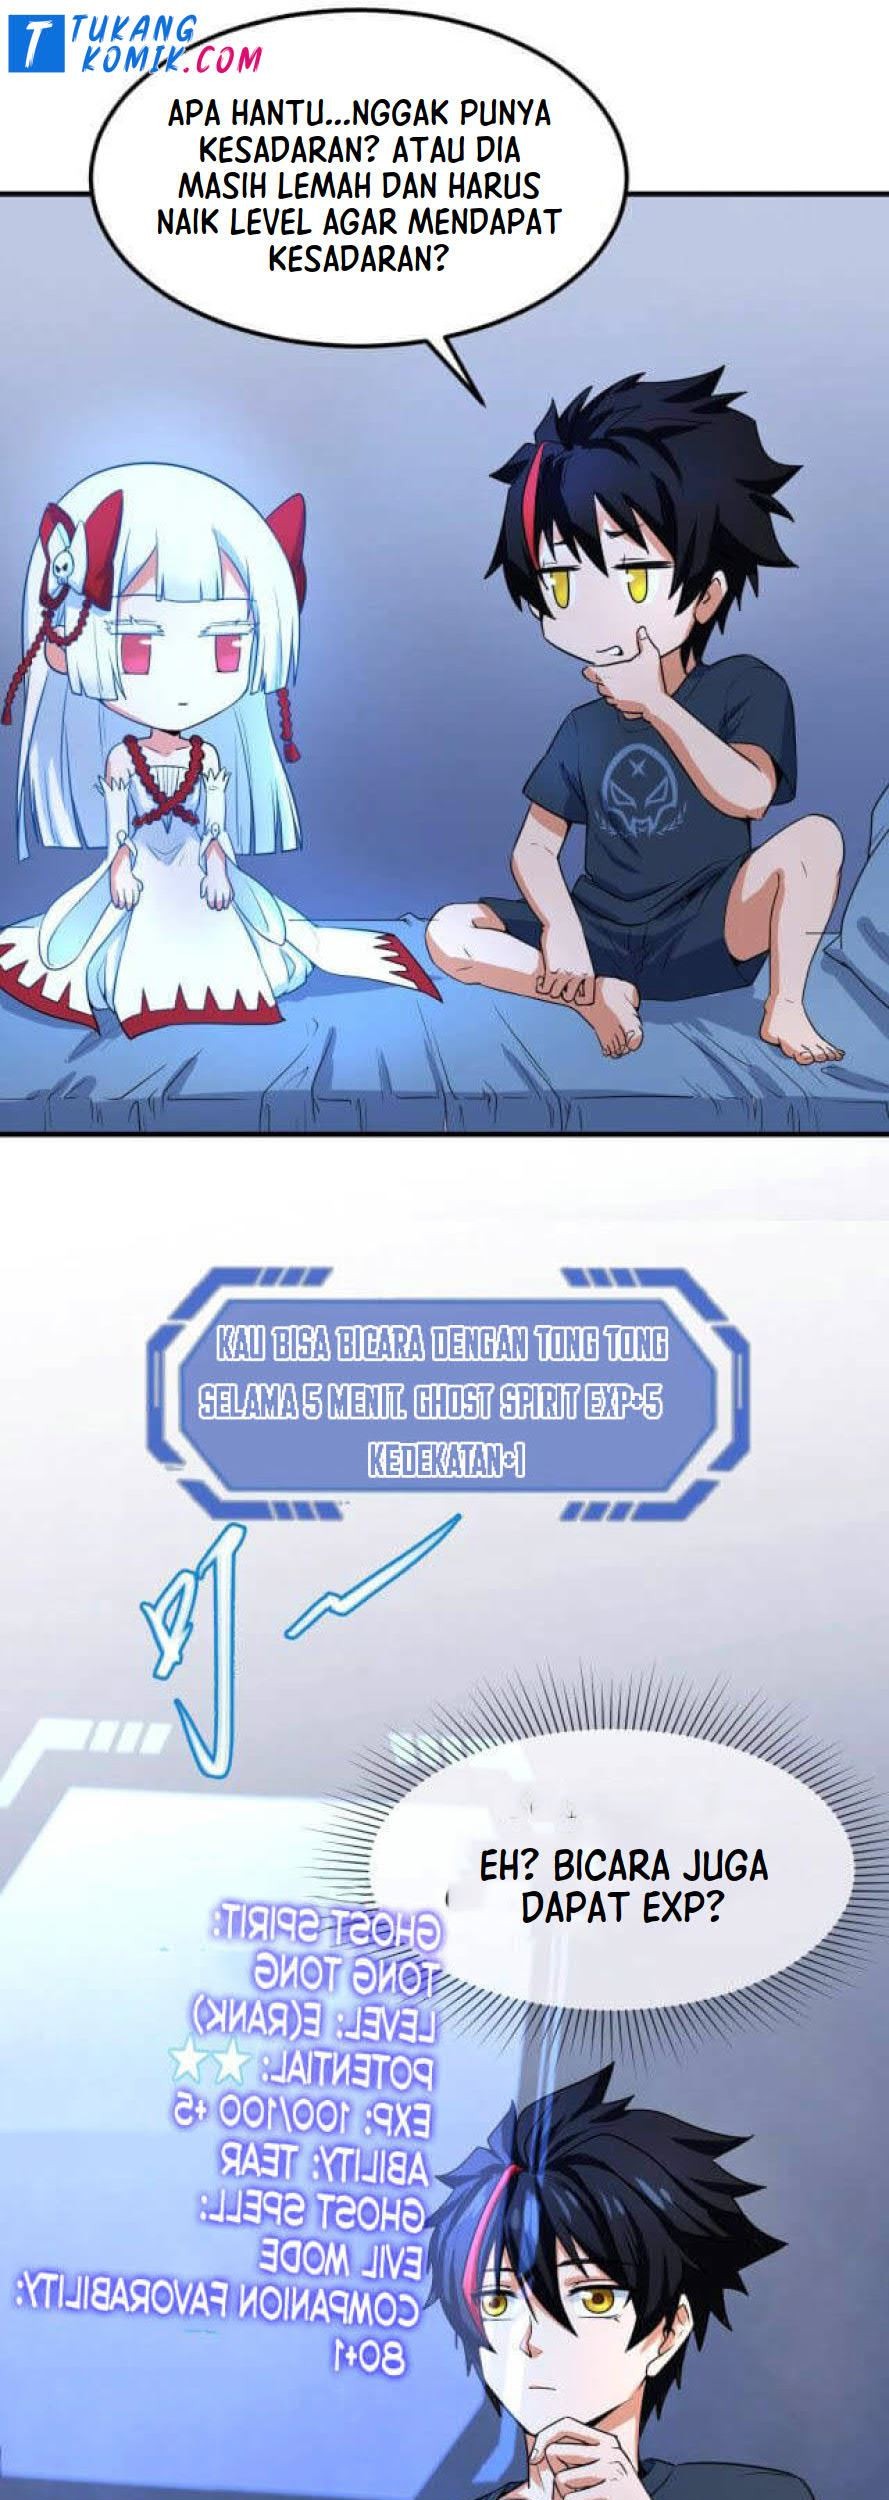 TUKANG
KOMIK.COM
APA HANTU...NGGAK PUNYA
KESADARAN? ATAU DIA
MASIH LEMAH DAN HARUS
NAIK LEVEL AGAR MENDAPAT
KESADARAN?
KAU BISA BICARA DENGAN TONG TONG
SELAMA 5 MENIT. GHOST SPIRIT EXP+5
KEDEKATAN+1
叮
EH? BICARA JUGA
DAPAT EXP?
GHOST SPIRIT:
TONG TONG
LEVEL: E(RANK)
POTENTIAL: ★★
EXP: 100/100 +5
ABILITY: TEAR
GHOST SPELL:
EVIL MODE
COMPANION FAVORABILITY:
80+1